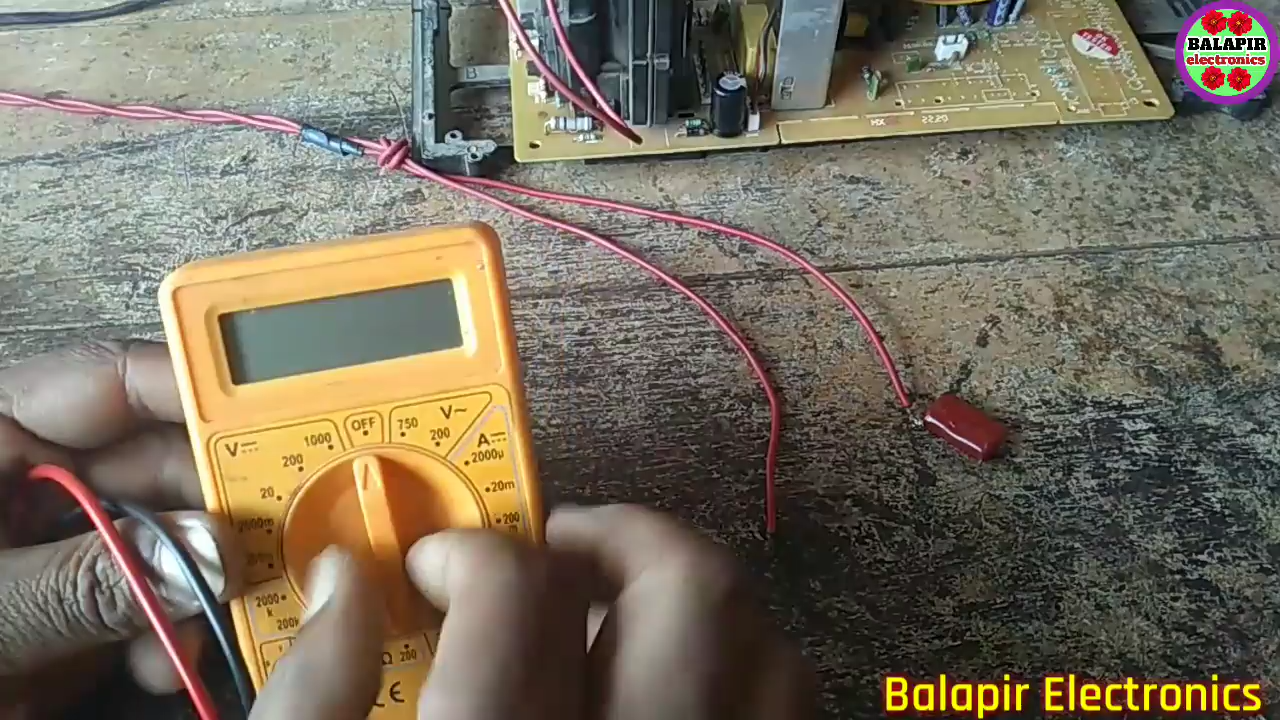 BALAPIR
electronics
MX 2220
OFF
V⎓
1000
200
20
2000m
2000
k
200k
750
V~
200
A⎓
2000µ
20m
200
m
Ω 200
CE
Balapir Electronics